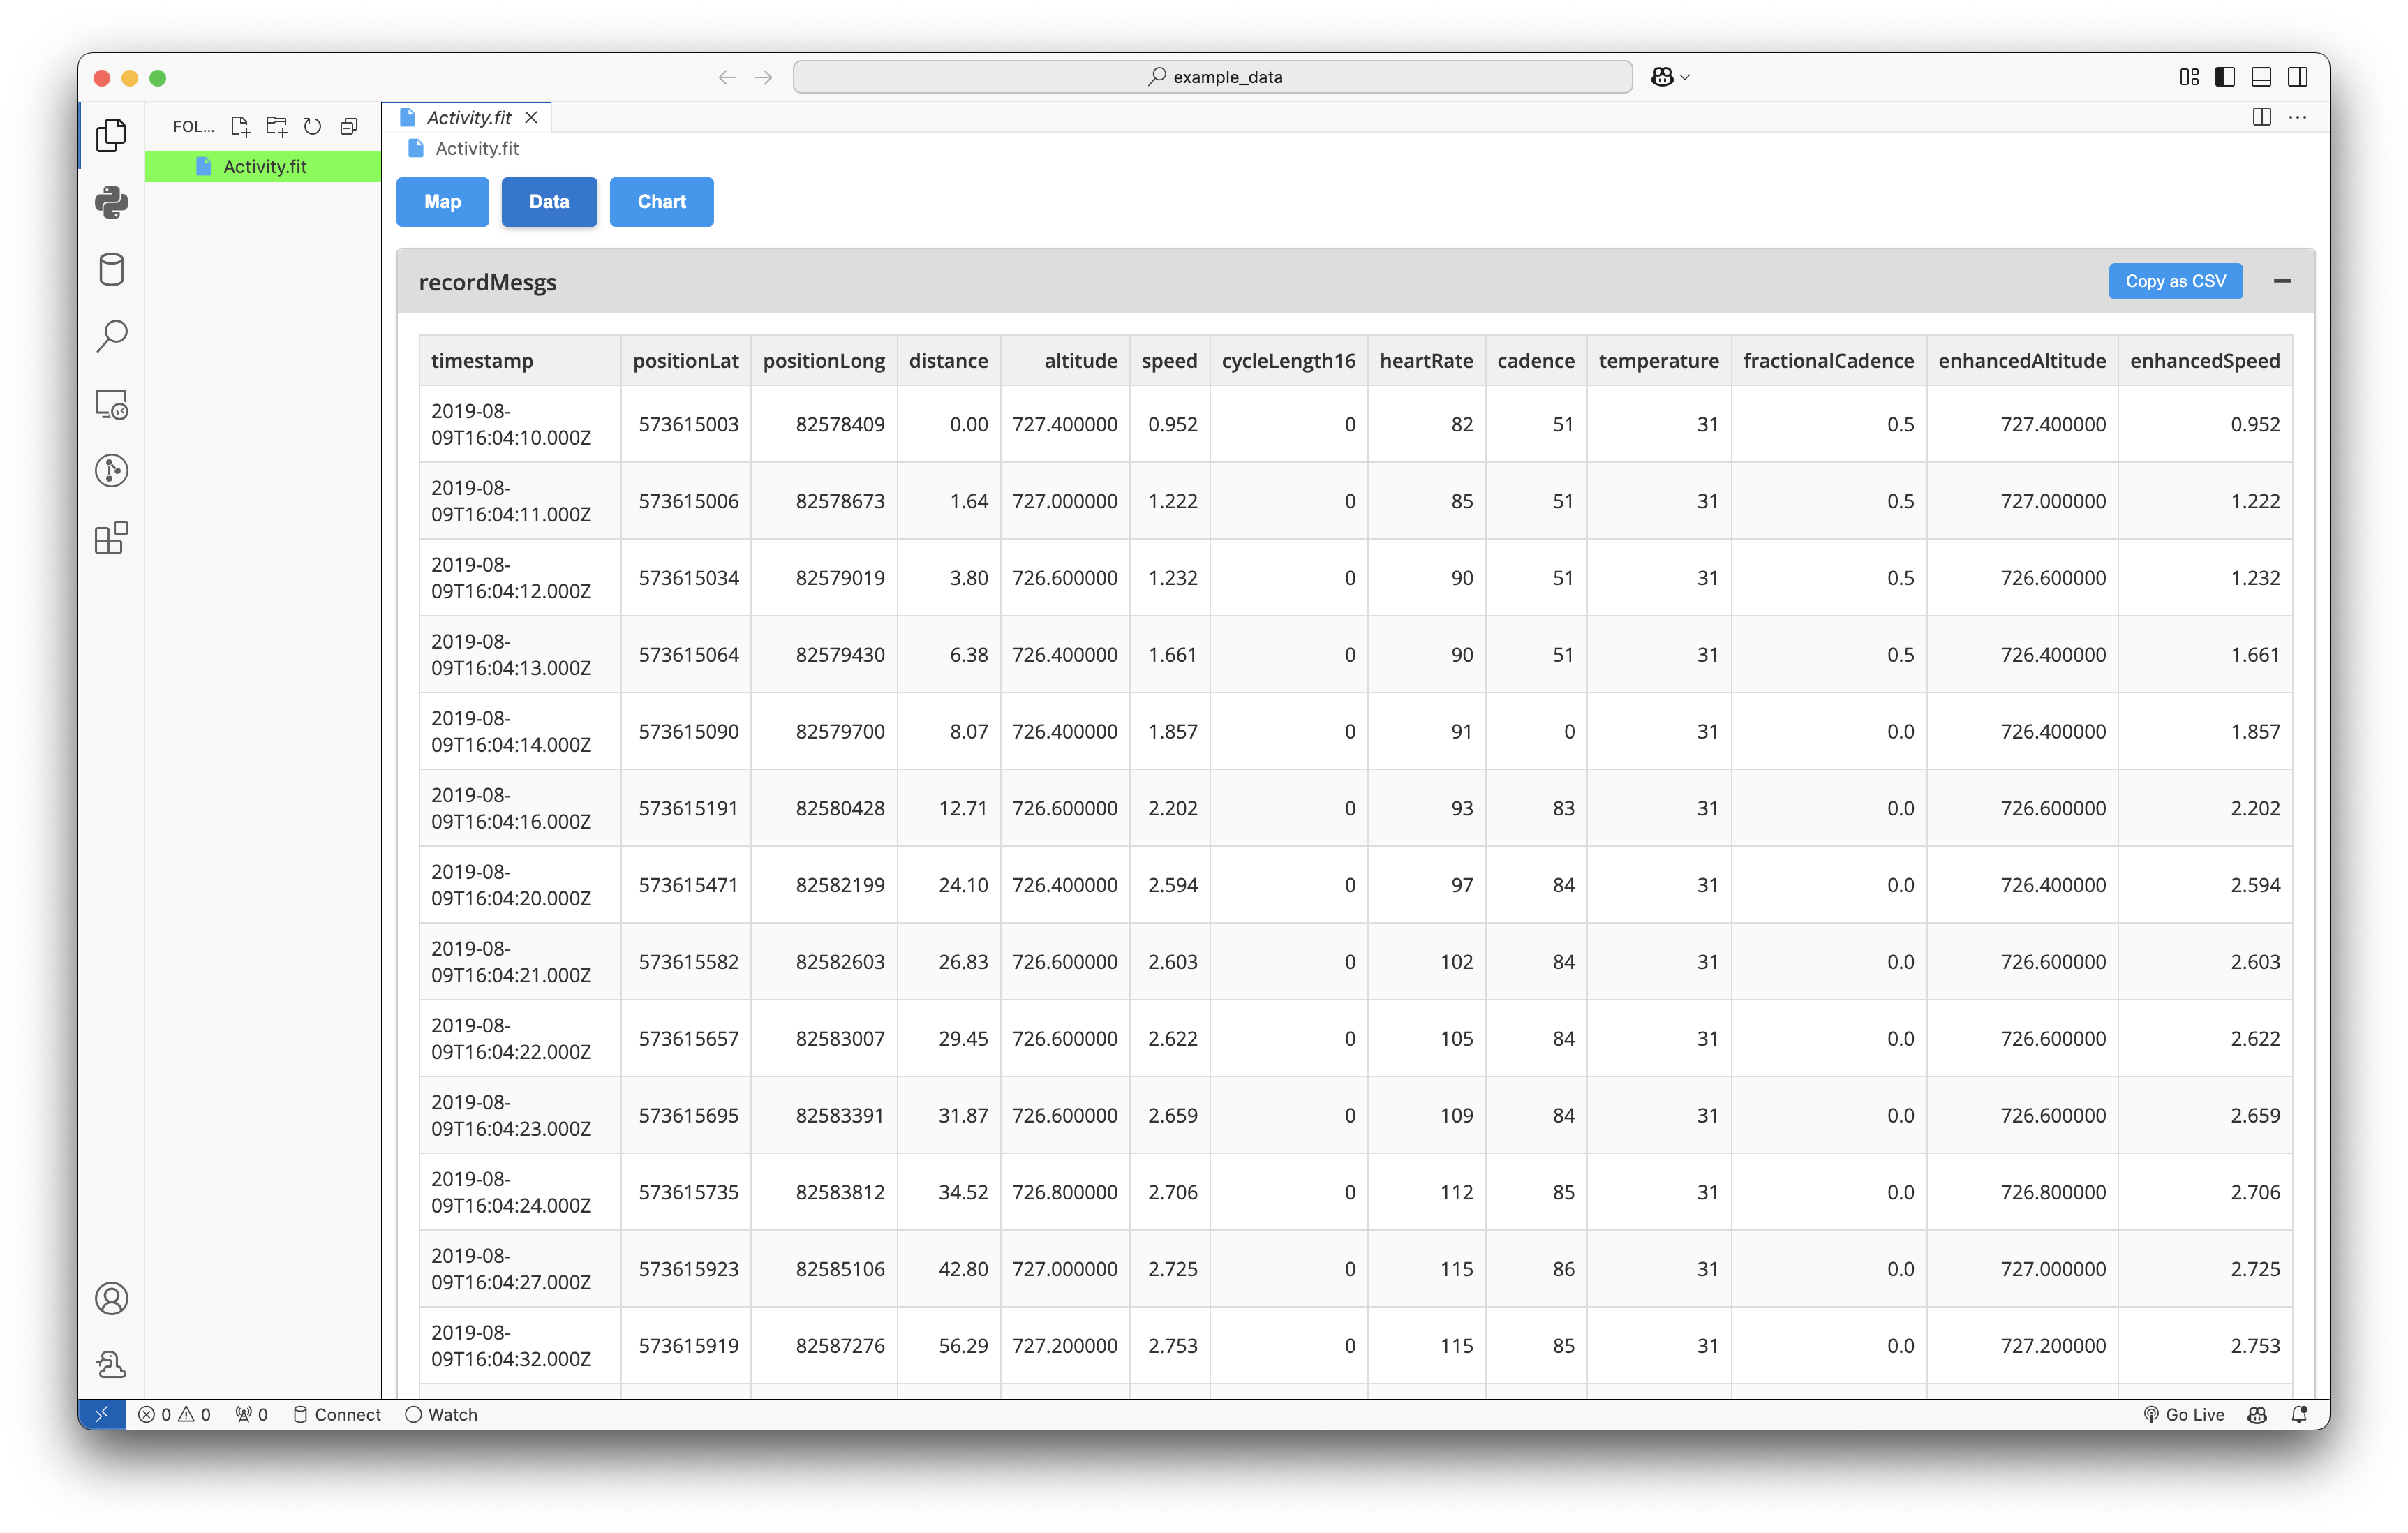 example_data
FOL...
Activity.fit
Activity.fit
Activity.fit
Map Data Chart
recordMesgs Copy as CSV
timestamp positionLat positionLong distance altitude speed cycleLength16 heartRate cadence temperature fractionalCadence enhancedAltitude enhancedSpeed
2019-08-
09T16:04:10.000Z 573615003 82578409 0.00 727.400000 0.952 0 82 51 31 0.5 727.400000 0.952
2019-08-
09T16:04:11.000Z 573615006 82578673 1.64 727.000000 1.222 0 85 51 31 0.5 727.000000 1.222
2019-08-
09T16:04:12.000Z 573615034 82579019 3.80 726.600000 1.232 0 90 51 31 0.5 726.600000 1.232
2019-08-
09T16:04:13.000Z 573615064 82579430 6.38 726.400000 1.661 0 90 51 31 0.5 726.400000 1.661
2019-08-
09T16:04:14.000Z 573615090 82579700 8.07 726.400000 1.857 0 91 0 31 0.0 726.400000 1.857
2019-08-
09T16:04:16.000Z 573615191 82580428 12.71 726.600000 2.202 0 93 83 31 0.0 726.600000 2.202
2019-08-
09T16:04:20.000Z 573615471 82582199 24.10 726.400000 2.594 0 97 84 31 0.0 726.400000 2.594
2019-08-
09T16:04:21.000Z 573615582 82582603 26.83 726.600000 2.603 0 102 84 31 0.0 726.600000 2.603
2019-08-
09T16:04:22.000Z 573615657 82583007 29.45 726.600000 2.622 0 105 84 31 0.0 726.600000 2.622
2019-08-
09T16:04:23.000Z 573615695 82583391 31.87 726.600000 2.659 0 109 84 31 0.0 726.600000 2.659
2019-08-
09T16:04:24.000Z 573615735 82583812 34.52 726.800000 2.706 0 112 85 31 0.0 726.800000 2.706
2019-08-
09T16:04:27.000Z 573615923 82585106 42.80 727.000000 2.725 0 115 86 31 0.0 727.000000 2.725
2019-08-
09T16:04:32.000Z 573615919 82587276 56.29 727.200000 2.753 0 115 85 31 0.0 727.200000 2.753
0 0 0 Connect Watch Go Live